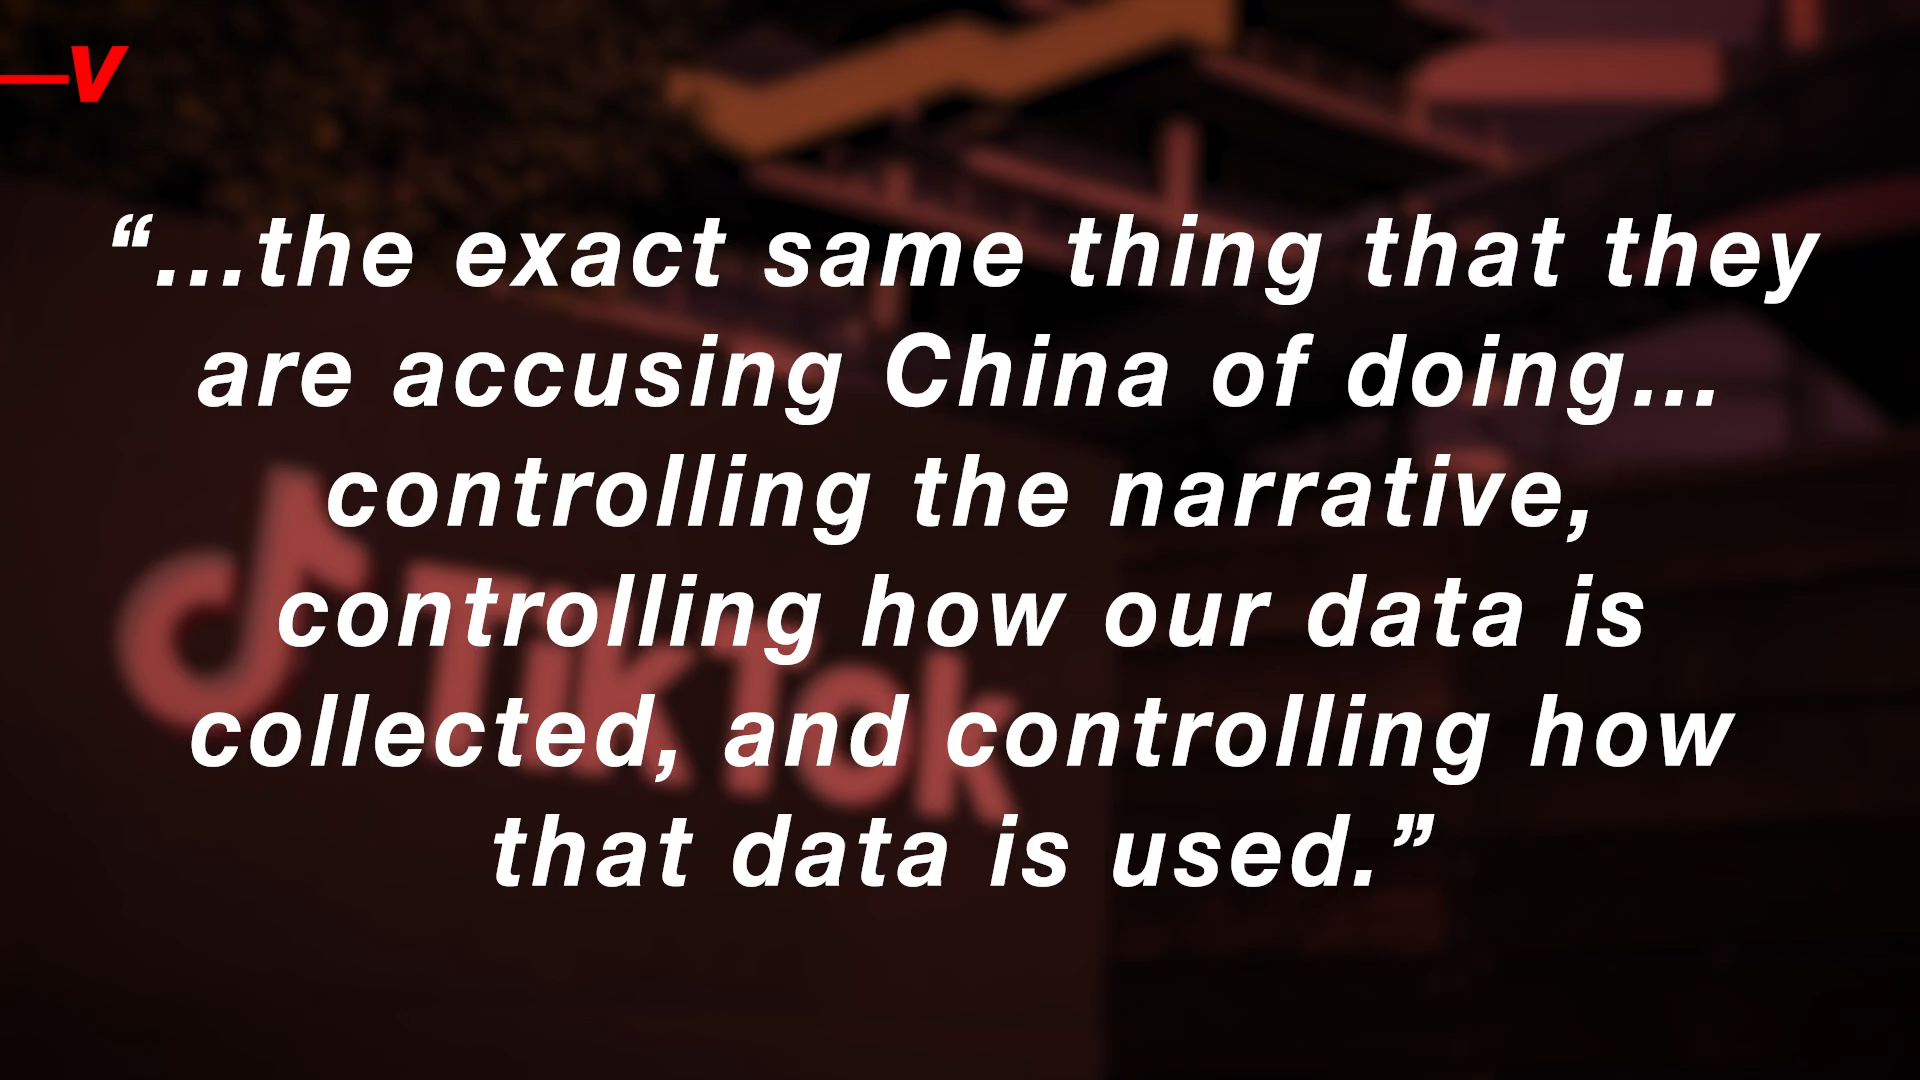 V
“...the exact same thing that they
are accusing China of doing...
controlling the narrative,
controlling how our data is
collected, and controlling how
that data is used.”
TikTok